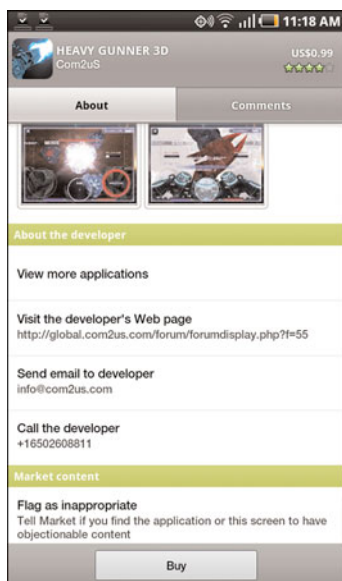 11:18 AM
HEAVY GUNNER 3D
US$0.99
Com2uS
About
Comments
About the developer
View more applications
Visit the developer's Web page
http://global.com2us.com/forum/forumdisplay.php?f=55
Send email to developer
info@com2us.com
Call the developer
+16502608811
Market content
Flag as inappropriate
Tell Market if you find the application or this screen to have
objectionable content
Buy